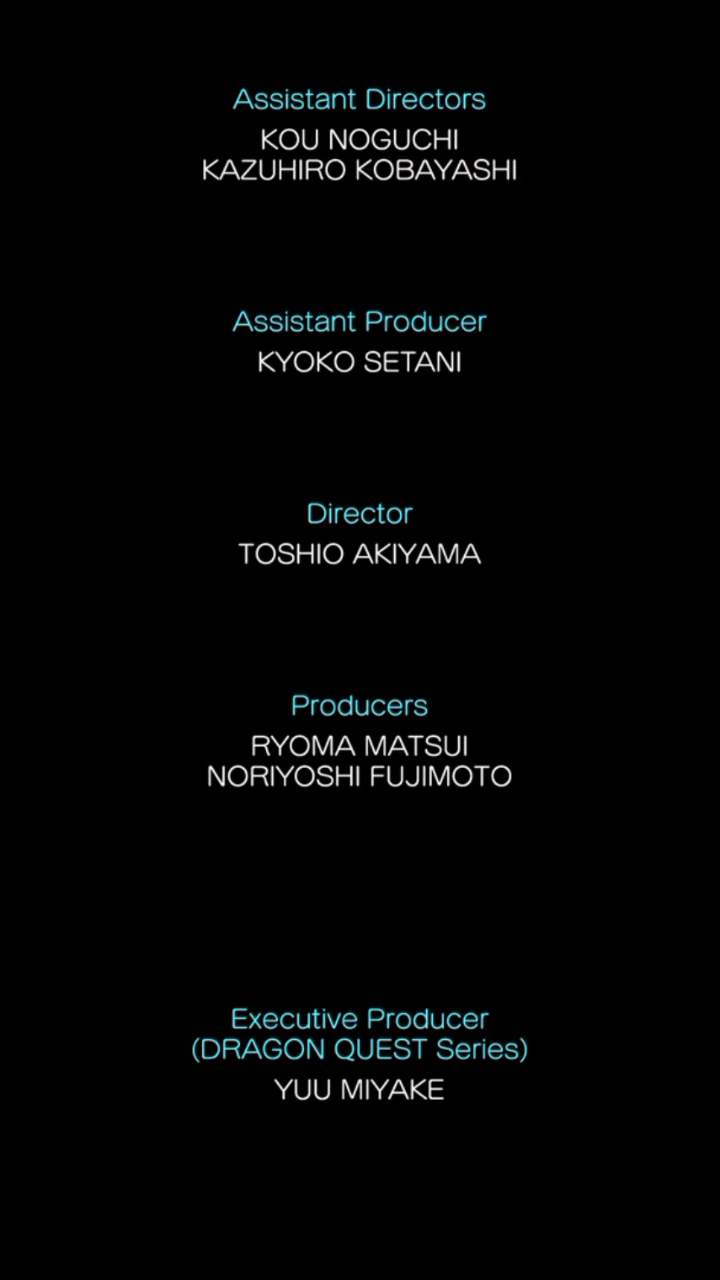 Assistant Directors
KOU NOGUCHI
KAZUHIRO KOBAYASHI
Assistant Producer
KYOKO SETANI
Director
TOSHIO AKIYAMA
Producers
RYOMA MATSUI
NORIYOSHI FUJIMOTO
Executive Producer
(DRAGON QUEST Series)
YUU MIYAKE